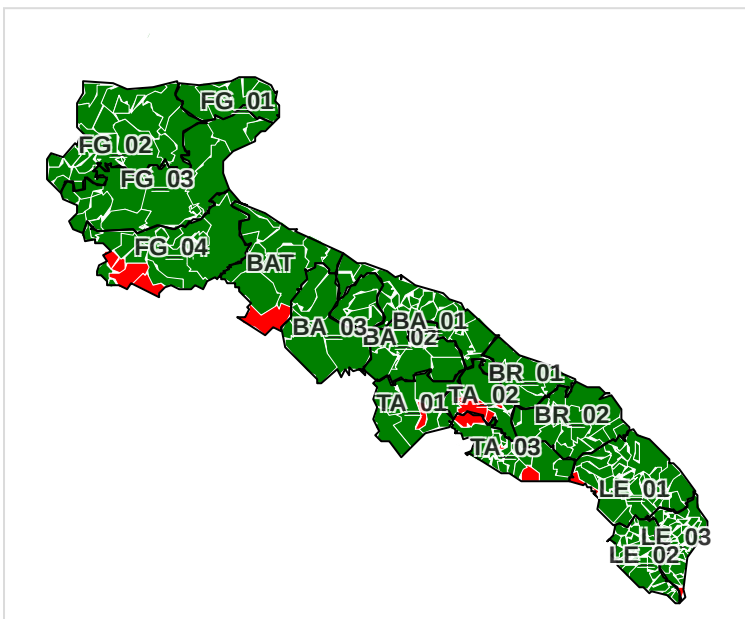 FG_01
FG_02
FG_03
FG_04
BAT
BA_01
BA_03
BA_02
BR_01
TA_02
TA_01
BR_02
TA_03
LE_01
LE_03
LE_02